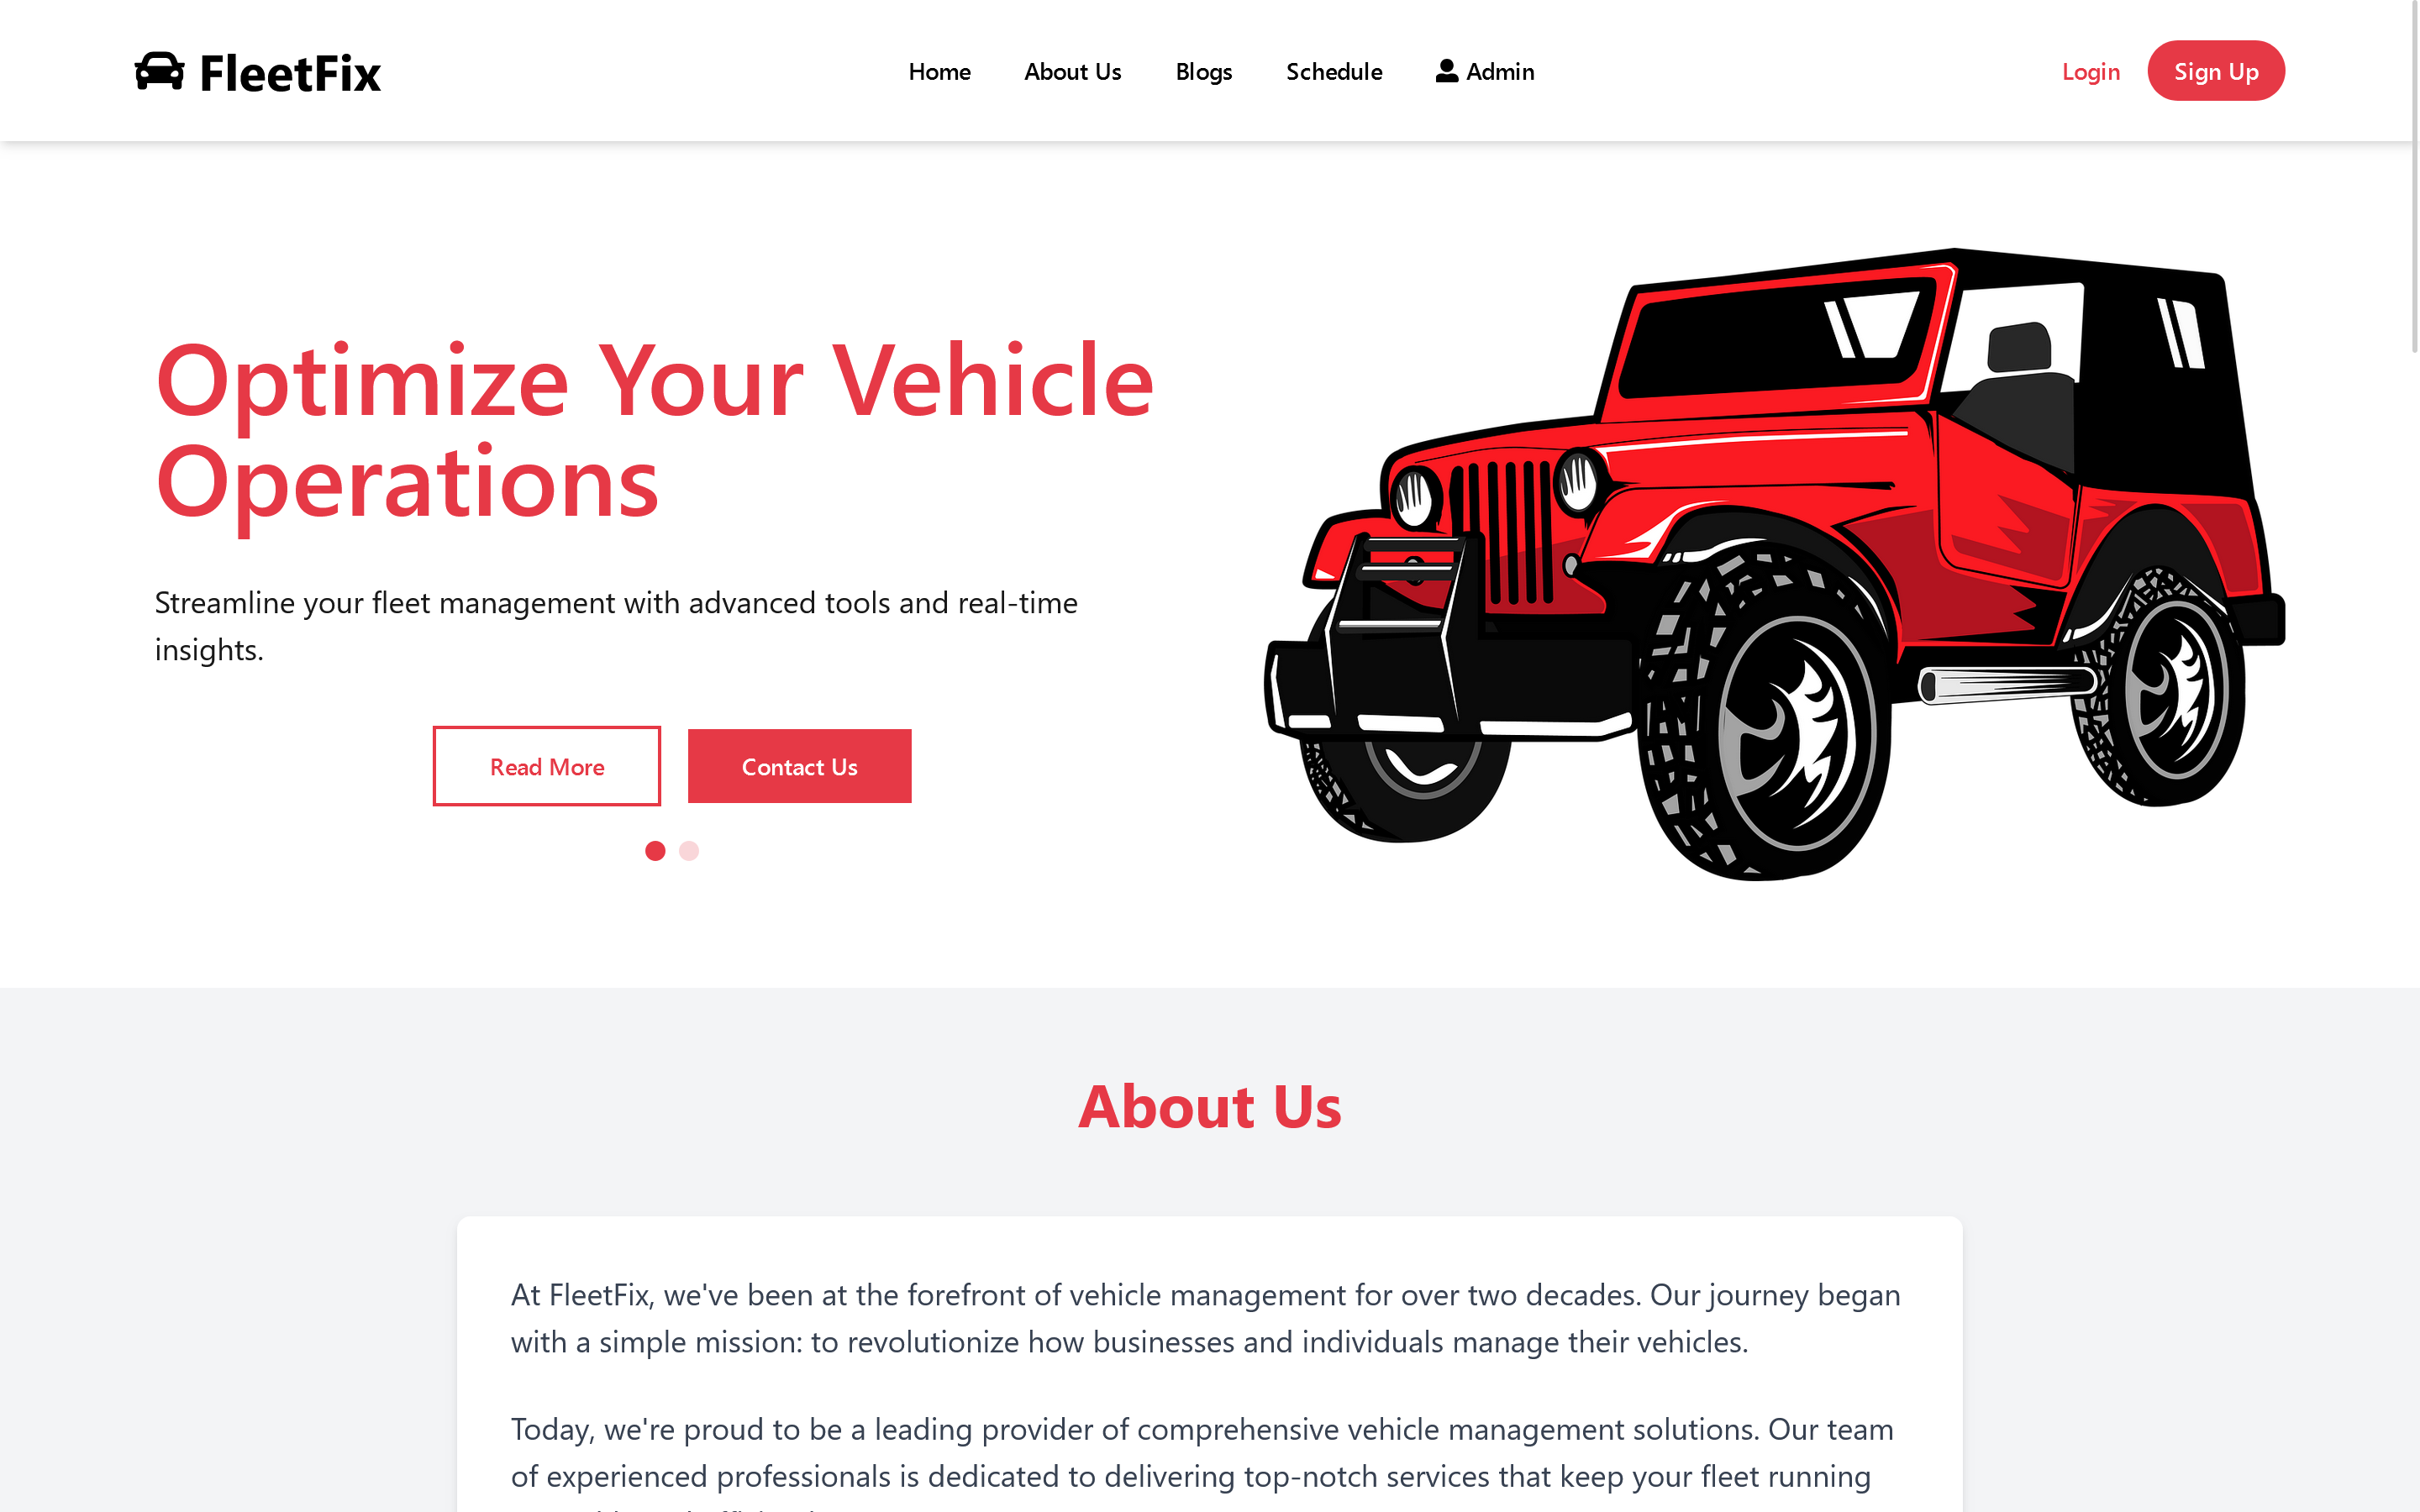 FleetFix
Home About Us Blogs Schedule Admin
Login Sign Up
Optimize Your Vehicle
Operations
Streamline your fleet management with advanced tools and real-time
insights.
Read More Contact Us
About Us
At FleetFix, we've been at the forefront of vehicle management for over two decades. Our journey began
with a simple mission: to revolutionize how businesses and individuals manage their vehicles.
Today, we're proud to be a leading provider of comprehensive vehicle management solutions. Our team
of experienced professionals is dedicated to delivering top-notch services that keep your fleet running